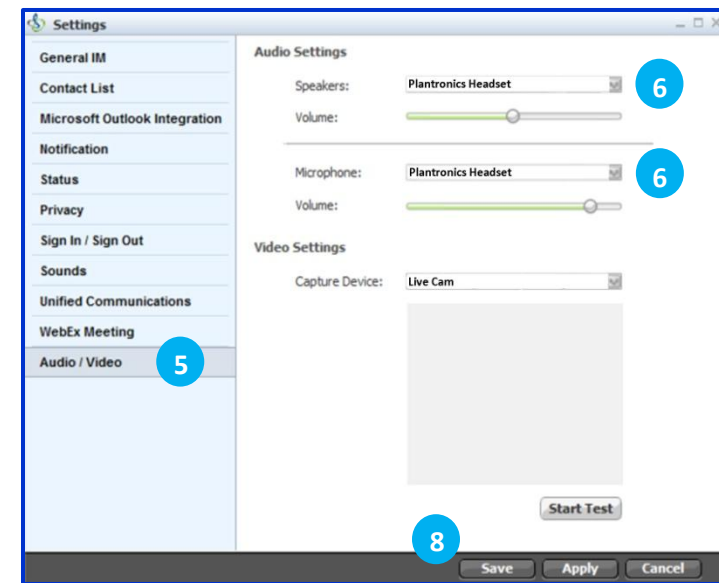 Settings
General IM
Contact List
Microsoft Outlook Integration
Notification
Status
Privacy
Sign In / Sign Out
Sounds
Unified Communications
WebEx Meeting
Audio / Video
5
Audio Settings
Speakers: Plantronics Headset
6
Volume:
Microphone: Plantronics Headset
6
Volume:
Video Settings
Capture Device: Live Cam
Start Test
8
Save Apply Cancel